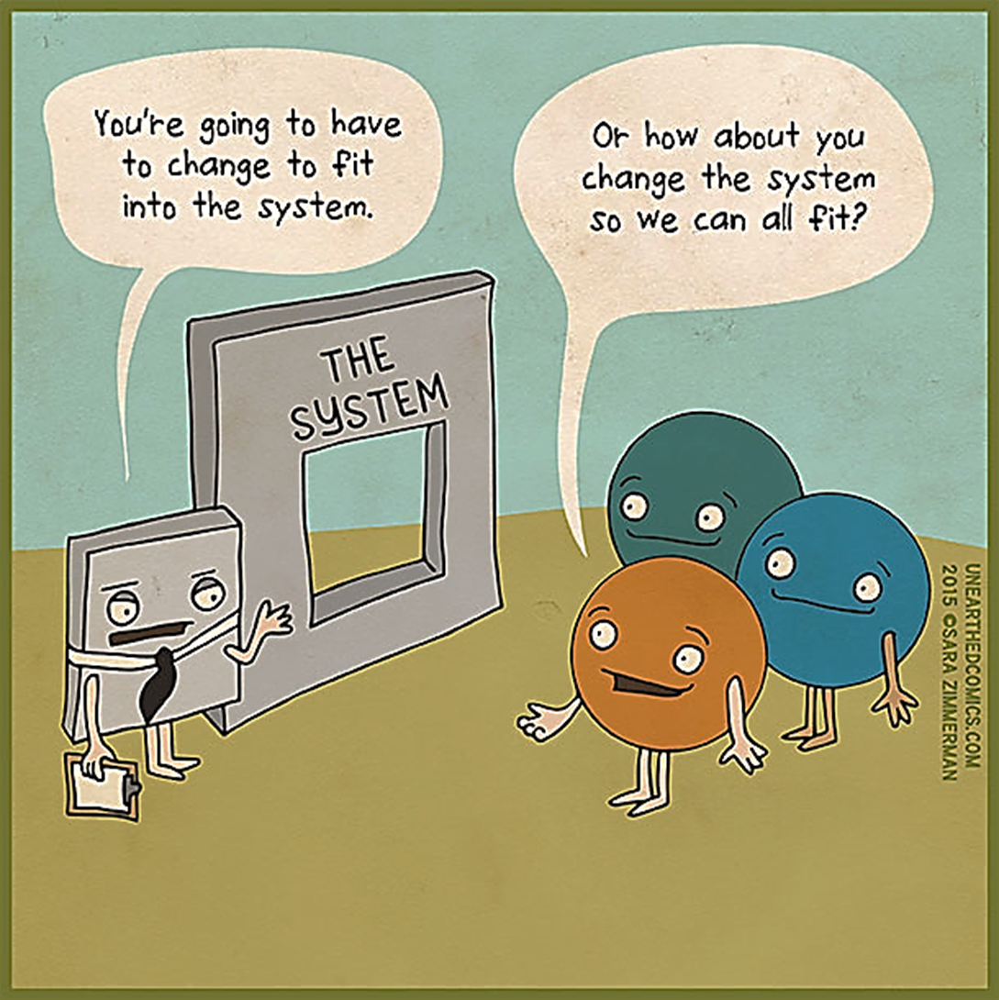 You're going to have
to change to fit
into the system.
Or how about you
change the system
so we can all fit?
THE
SYSTEM
UNEARTHEDCOMICS.COM
2015 ©SARA ZIMMERMAN